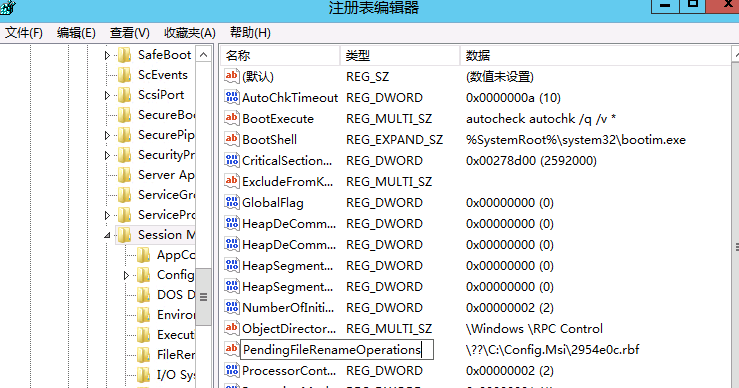 注册表编辑器
文件(F) 编辑(E) 查看(V) 收藏夹(A) 帮助(H)
SafeBoot
ScEvents
ScsiPort
SecureBoo
SecurePip
SecurityPr
Server Ap
ServiceGr
ServicePro
Session M
AppCo
Config
DOS D
Enviro
Execut
FileRen
I/O Sys
名称 类型 数据
(默认) REG_SZ (数值未设置)
AutoChkTimeout REG_DWORD 0x0000000a (10)
BootExecute REG_MULTI_SZ autocheck autochk /q /v *
BootShell REG_EXPAND_SZ %SystemRoot%\system32\bootim.exe
CriticalSection... REG_DWORD 0x00278d00 (2592000)
ExcludeFromK... REG_MULTI_SZ
GlobalFlag REG_DWORD 0x00000000 (0)
HeapDeComm... REG_DWORD 0x00000000 (0)
HeapDeComm... REG_DWORD 0x00000000 (0)
HeapSegment... REG_DWORD 0x00000000 (0)
HeapSegment... REG_DWORD 0x00000000 (0)
NumberOfIniti... REG_DWORD 0x00000002 (2)
ObjectDirector... REG_MULTI_SZ \Windows \RPC Control
PendingFileRenameOperations \??\C:\Config.Msi\2954e0c.rbf
ProcessorCont... REG_DWORD 0x00000002 (2)